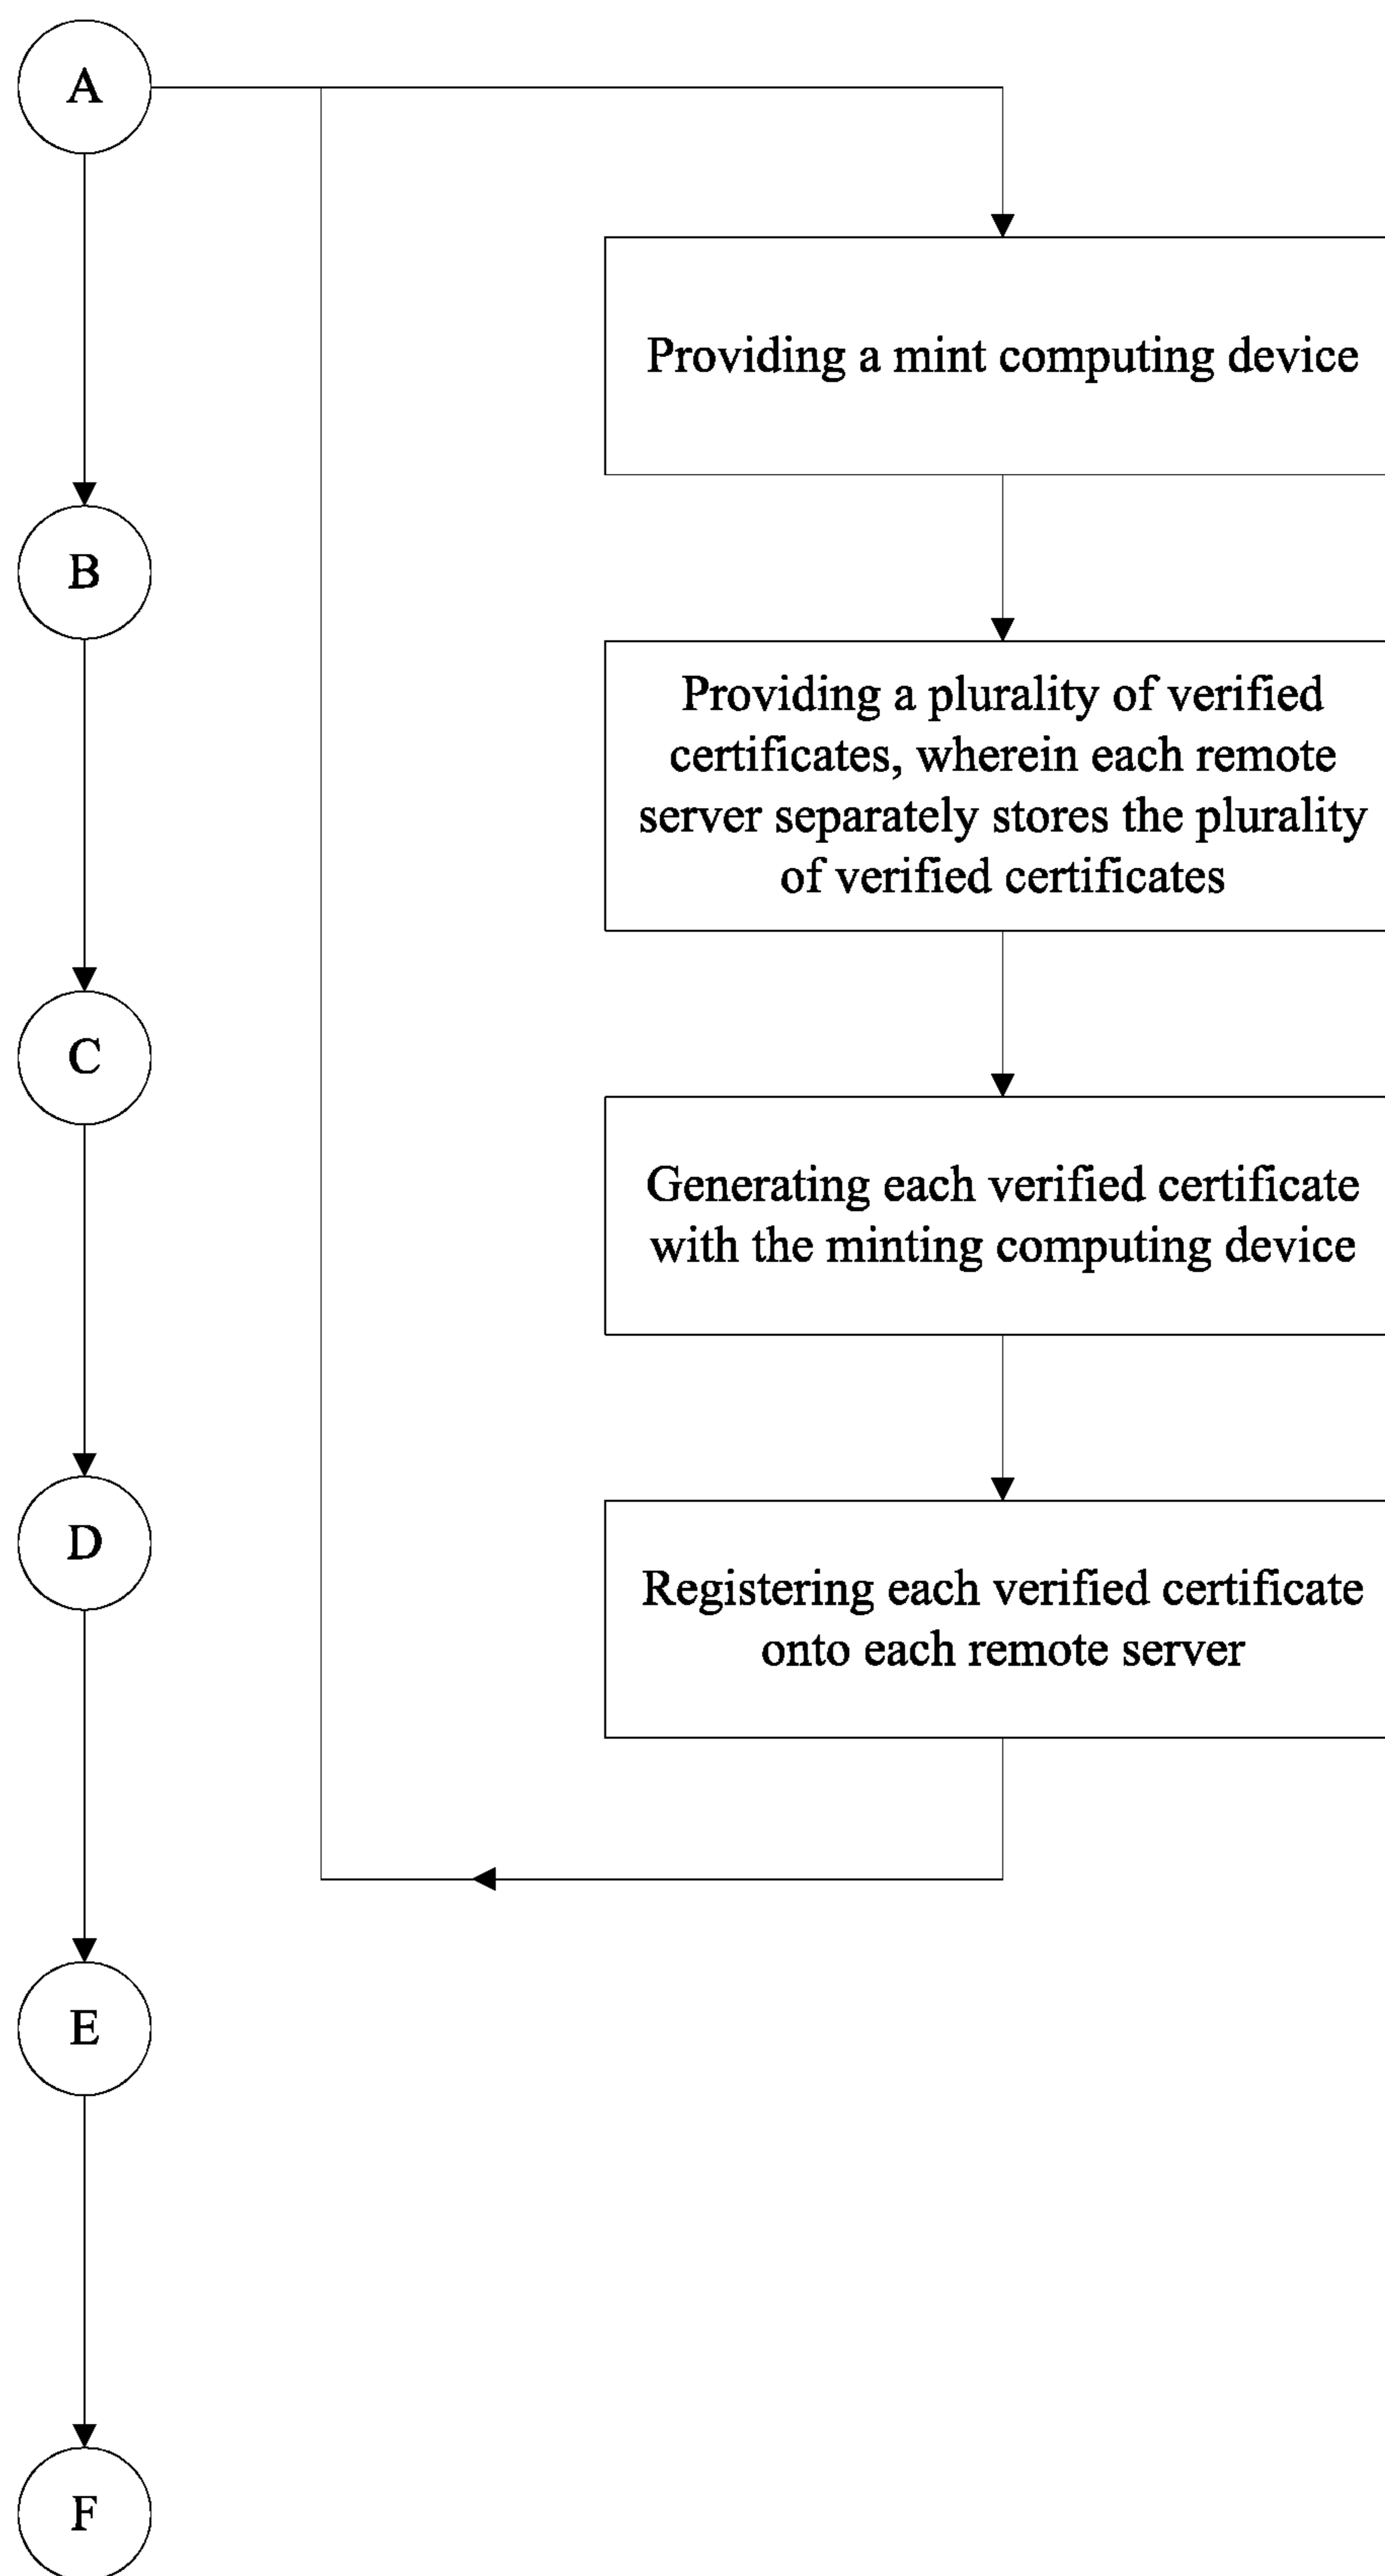 A
Providing a mint computing device
B
Providing a plurality of verified
certificates, wherein each remote
server separately stores the plurality
of verified certificates
C
Generating each verified certificate
with the minting computing device
D
Registering each verified certificate
onto each remote server
E
F